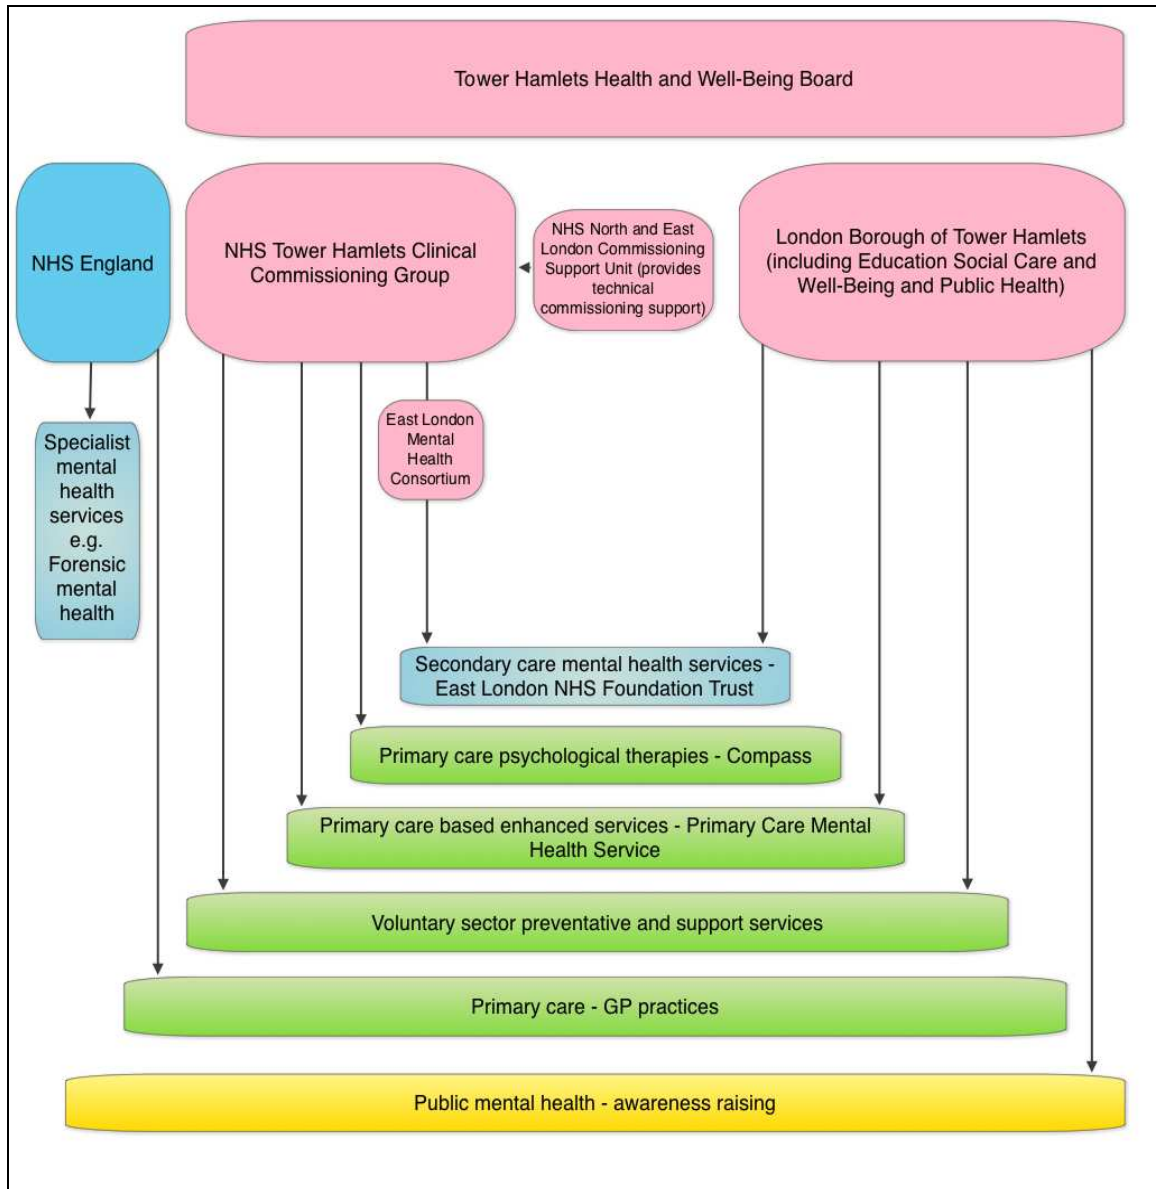 Tower Hamlets Health and Well-Being Board
NHS England
NHS Tower Hamlets Clinical
Commissioning Group
NHS North and East
London Commissioning
Support Unit (provides
technical
commissioning support)
London Borough of Tower Hamlets
(including Education Social Care and
Well-Being and Public Health)
East London
Mental
Health
Consortium
Specialist
mental
health
services
e.g.
Forensic
mental
health
Secondary care mental health services -
East London NHS Foundation Trust
Primary care psychological therapies - Compass
Primary care based enhanced services - Primary Care Mental
Health Service
Voluntary sector preventative and support services
Primary care - GP practices
Public mental health - awareness raising